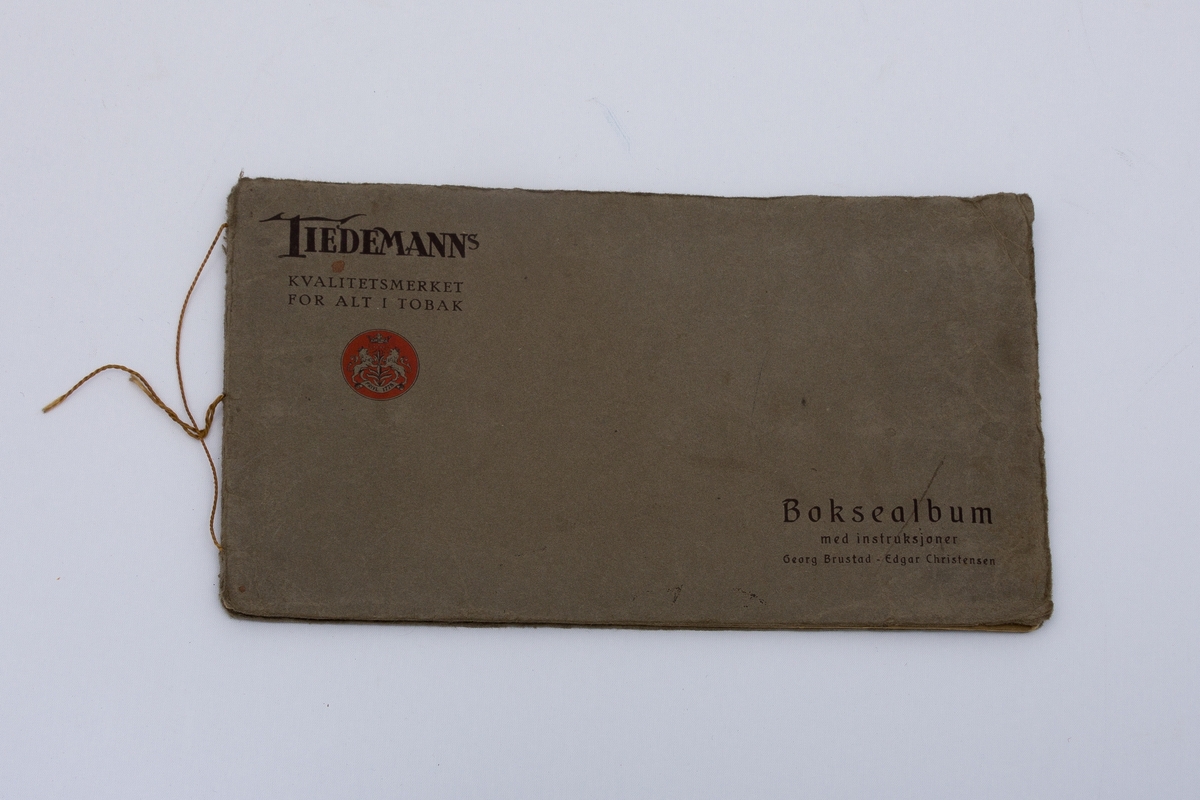 TIEDEMANNS
KVALITETSMERKET
FOR ALT I TOBAK
Boksealbum
med instruksjoner
Georg Brustad - Edgar Christensen